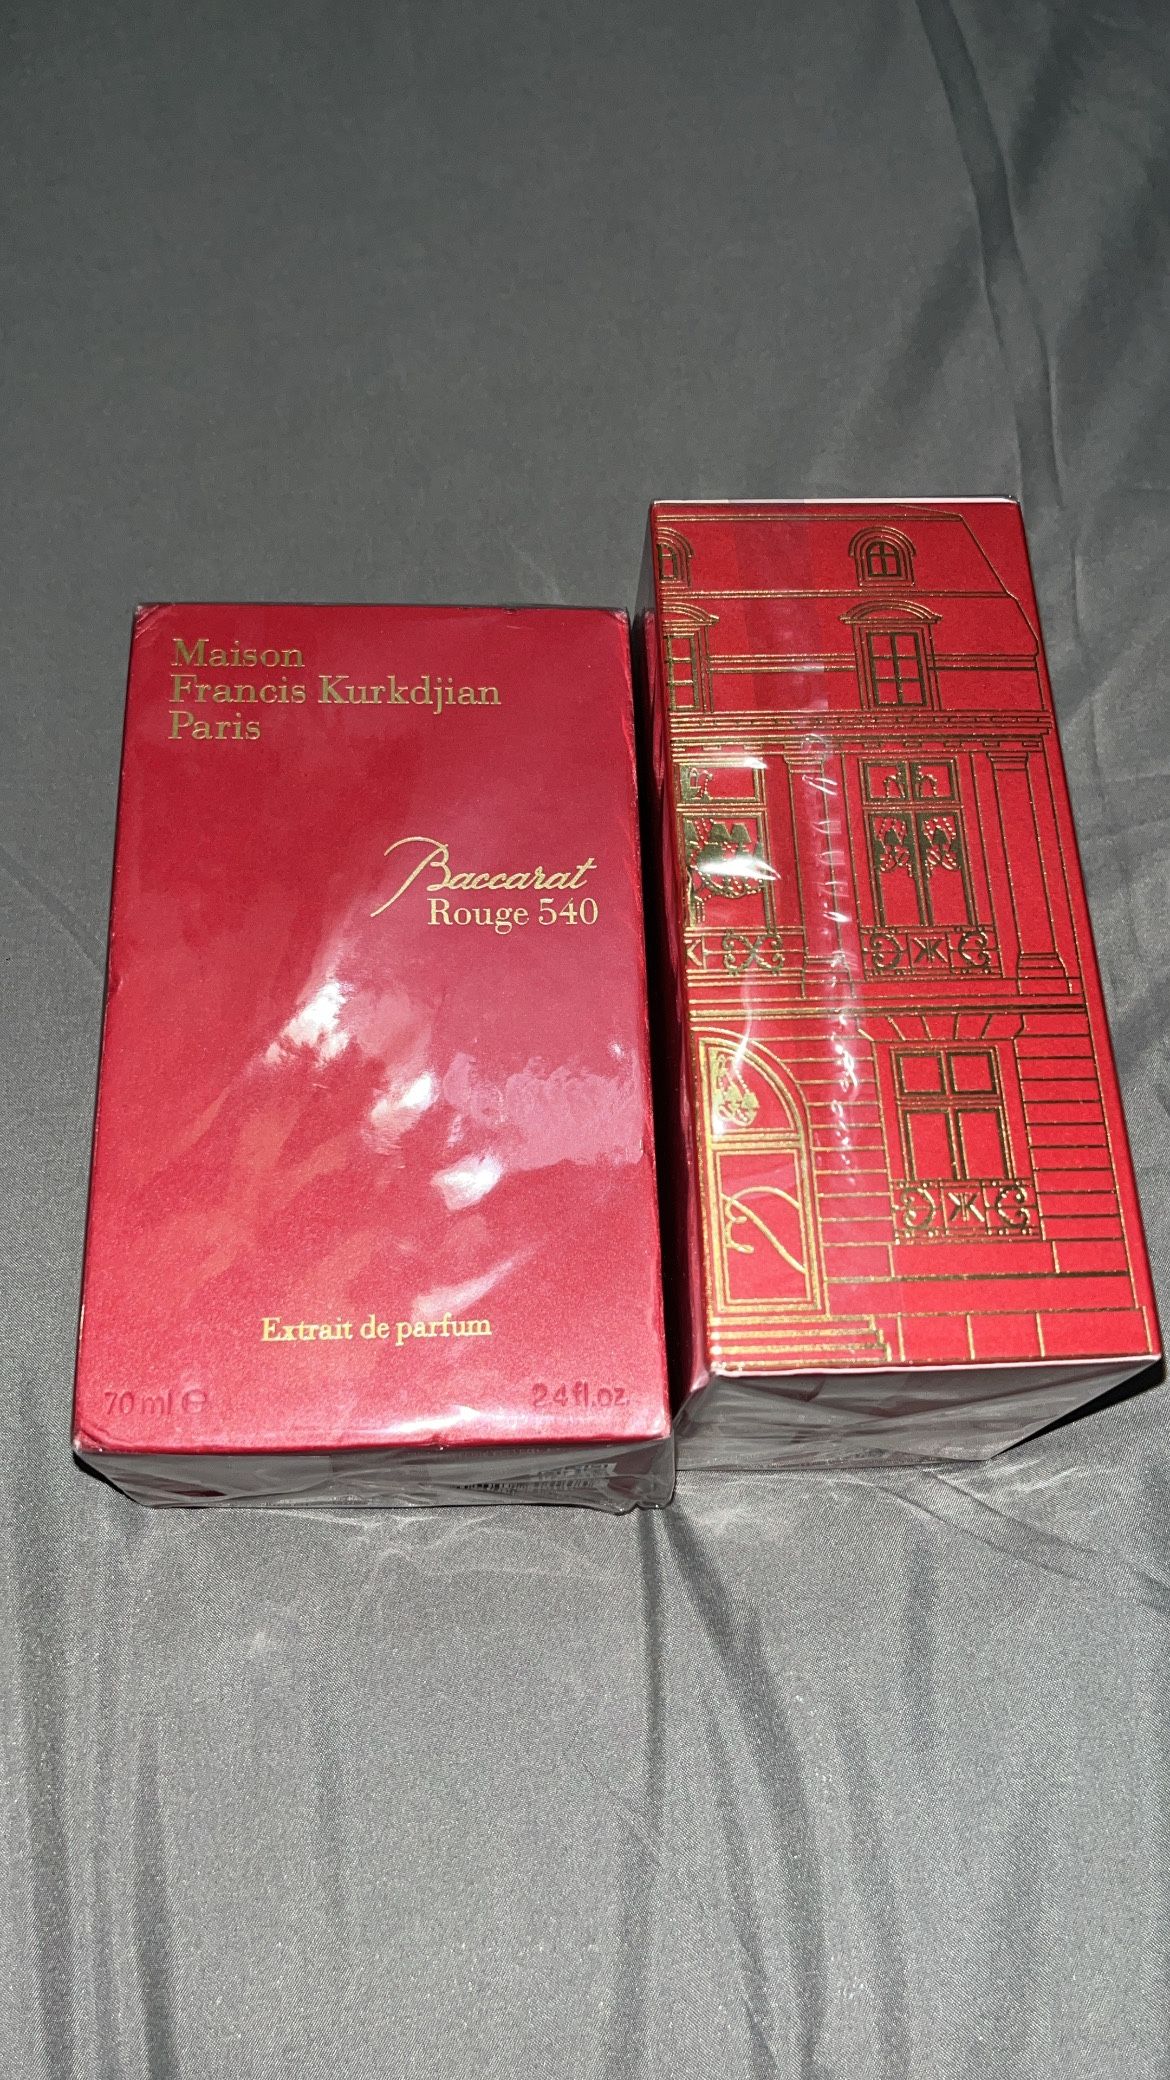 Maison
Francis Kurkdjian
Paris
Baccarat
Rouge 540
Extrait de parfum
70 ml ℮
2.4 fl.oz.